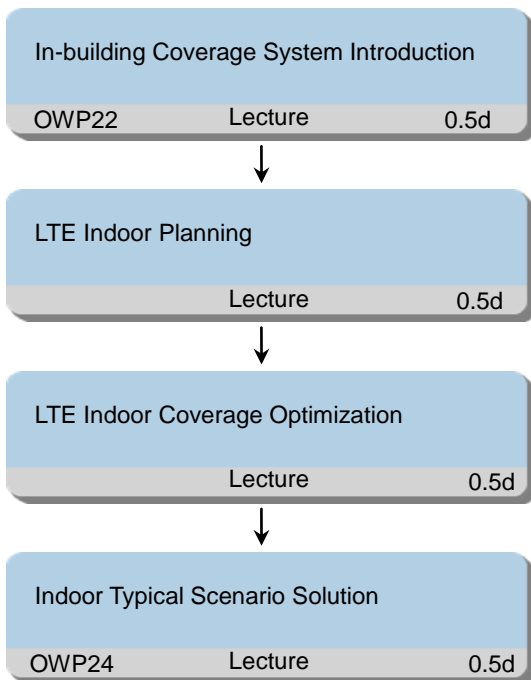 In-building Coverage System Introduction
OWP22 Lecture 0.5d
LTE Indoor Planning
Lecture 0.5d
LTE Indoor Coverage Optimization
Lecture 0.5d
Indoor Typical Scenario Solution
OWP24 Lecture 0.5d